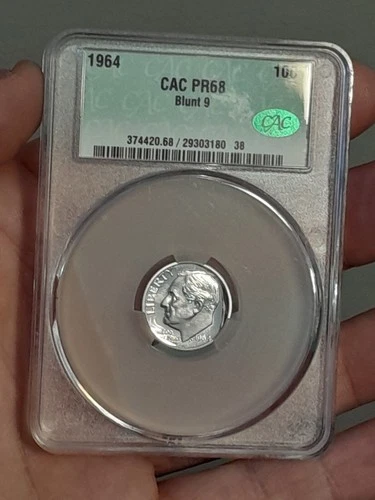 1964 10C
CAC PR68
Blunt 9
CAC
374420.68 / 29303180 38
LIBERTY